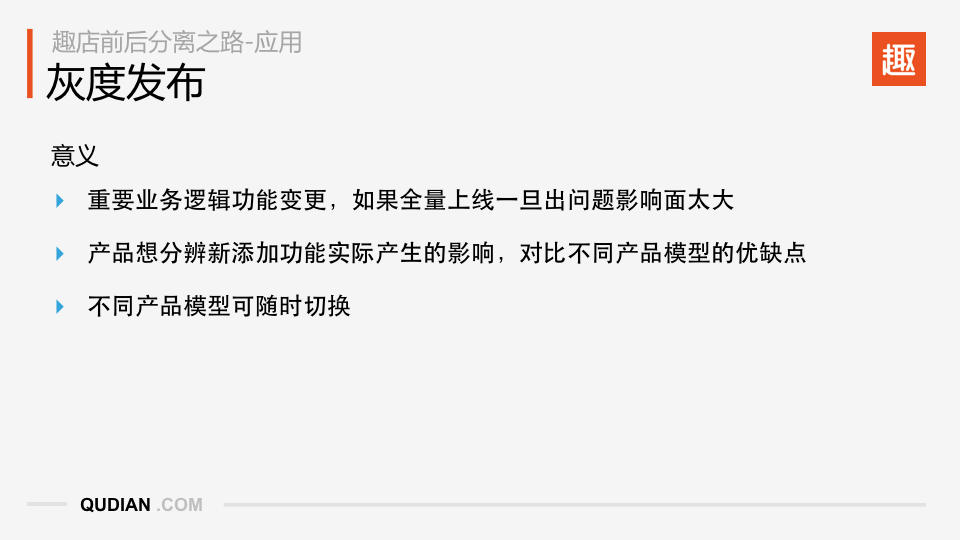 趣店前后分离之路-应用
灰度发布
趣
意义
重要业务逻辑功能变更，如果全量上线一旦出问题影响面太大
产品想分辨新添加功能实际产生的影响，对比不同产品模型的优缺点
不同产品模型可随时切换
QUDIAN .COM